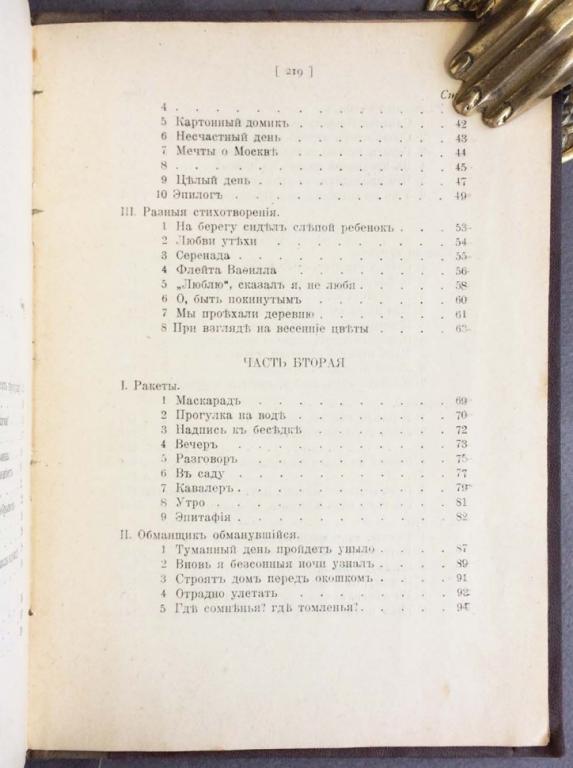 [ 219 ]
4 . . . . . . . . . . . .
5 Картонный домикъ . . . . . . . 42
6 Несчастный день . . . . . . . 43
7 Мечты о Москвѣ . . . . . . . 44
8 . . . . . . . . . . . . 45
9 Цѣлый день . . . . . . . . 47
10 Эпилогъ . . . . . . . . . 49
III. Разныя стихотворенія.
1 На берегу сидѣлъ слѣпой ребенокъ . . . 53
2 Любви утѣхи . . . . . . . . 54
3 Серенада . . . . . . . . . 55
4 Флейта Ваѳилла . . . . . . . 56
5 „Люблю“, сказалъ я, не любя . . . . . 58
6 О, быть покинутымъ . . . . . . 60
7 Мы проѣхали деревню . . . . . . 61
8 При взглядѣ на весенніе цвѣты . . . . 63
ЧАСТЬ ВТОРАЯ
I. Ракеты.
1 Маскарадъ . . . . . . . . . 69
2 Прогулка на водѣ . . . . . . . 70
3 Надпись къ бесѣдкѣ . . . . . . 72
4 Вечеръ . . . . . . . . . . 73
5 Разговоръ . . . . . . . . . 75
6 Въ саду . . . . . . . . . 77
7 Кавалеръ . . . . . . . . . 79
8 Утро . . . . . . . . . . 81
9 Эпитафія . . . . . . . . . 82
II. Обманщикъ обманувшійся.
1 Туманный день пройдетъ уныло . . . . 87
2 Вновь я безсонныя ночи узналъ . . . . 89
3 Строятъ домъ передъ окошкомъ . . . . 91
4 Отрадно улетать . . . . . . . 93
5 Гдѣ сомнѣнья? гдѣ томленья? . . . . . 94